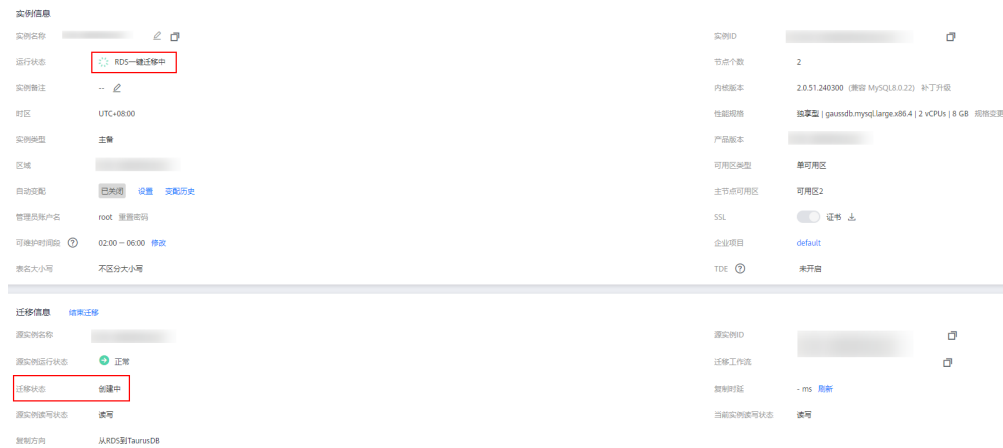 实例信息
实例名称
实例ID
运行状态 RDS一键迁移中
节点个数 2
实例备注 --
内核版本 2.0.51.240300 (兼容 MySQL8.0.22) 补丁升级
时区 UTC+08:00
性能规格 独享型 | gaussdb.mysql.large.x86.4 | 2 vCPUs | 8 GB 规格变更
实例类型 主备
产品版本
区域
可用区类型 单可用区
自动变配 已关闭 设置 变配历史
主节点可用区 可用区2
管理员账户名 root 重置密码
SSL 证书
可维护时间段 ? 02:00 — 06:00 修改
企业项目 default
表名大小写 不区分大小写
TDE ? 未开启
迁移信息 结束迁移
源实例名称
源实例ID
源实例运行状态 正常
迁移工作流
迁移状态 创建中
复制时延 - ms 刷新
源实例读写状态 读写
当前实例读写状态 读写
复制方向 从RDS到TaurusDB